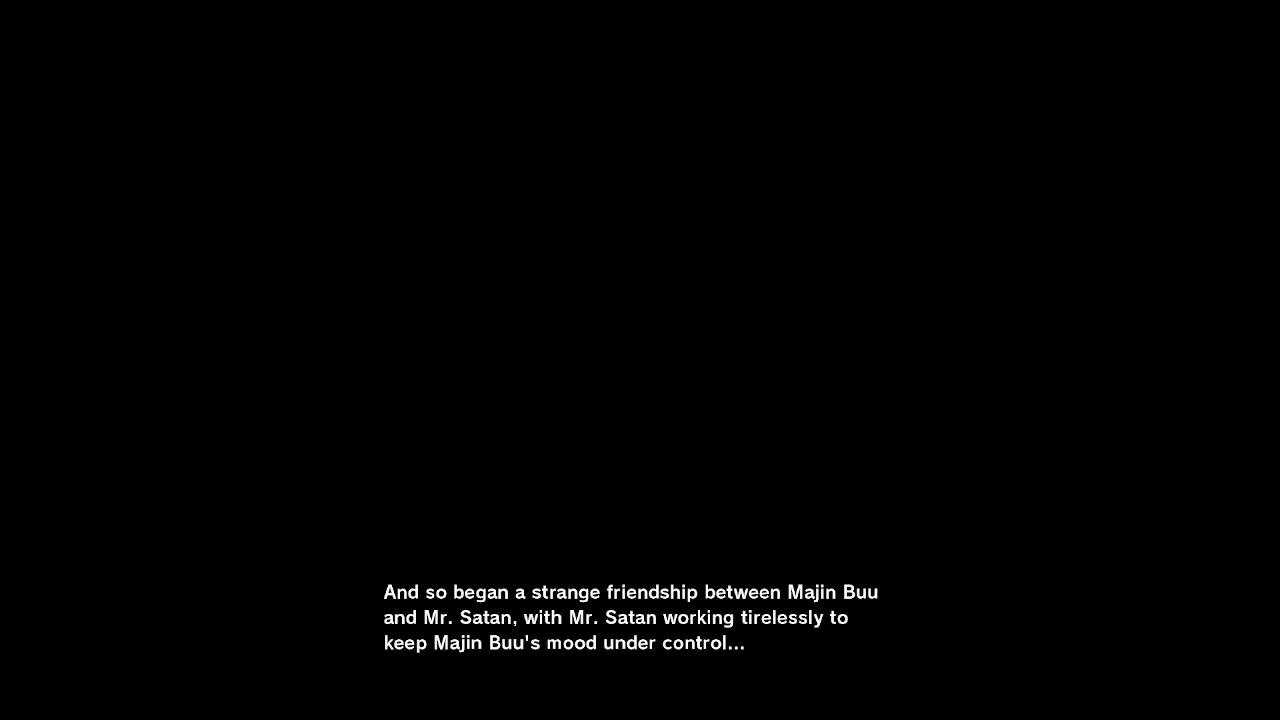 And so began a strange friendship between Majin Buu
and Mr. Satan, with Mr. Satan working tirelessly to
keep Majin Buu's mood under control...